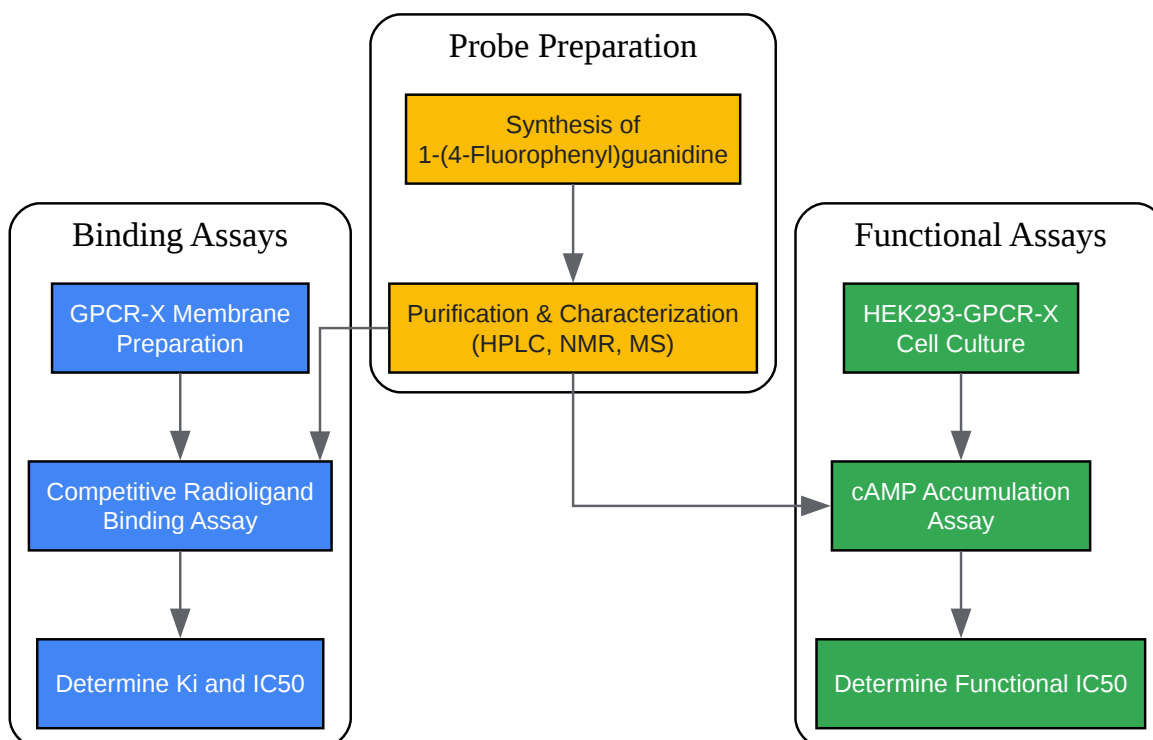 Probe Preparation
Synthesis of
1-(4-Fluorophenyl)guanidine
Purification & Characterization
(HPLC, NMR, MS)
Binding Assays
GPCR-X Membrane
Preparation
Competitive Radioligand
Binding Assay
Determine Ki and IC50
Functional Assays
HEK293-GPCR-X
Cell Culture
cAMP Accumulation
Assay
Determine Functional IC50